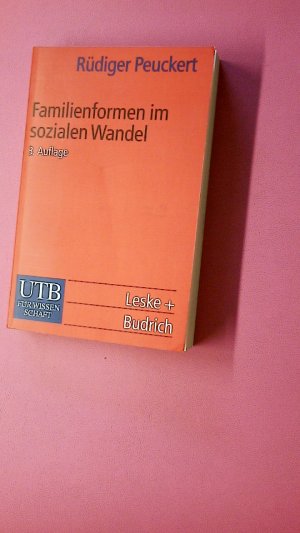 Rüdiger Peuckert
Familienformen im
sozialen Wandel
3. Auflage
UTB
FÜR WISSEN
SCHAFT
Leske +
Budrich